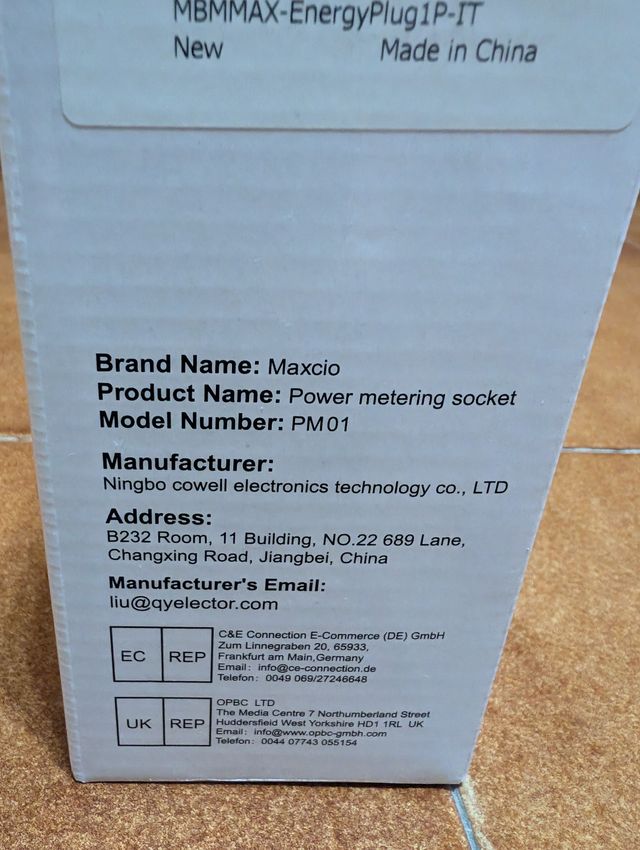 MBMMAX-EnergyPlug1P-IT
New Made in China
Brand Name: Maxcio
Product Name: Power metering socket
Model Number: PM01
Manufacturer:
Ningbo cowell electronics technology co., LTD
Address:
B232 Room, 11 Building, NO.22 689 Lane,
Changxing Road, Jiangbei, China
Manufacturer's Email:
liu@qyelector.com
EC REP
C&E Connection E-Commerce (DE) GmbH
Zum Linnegraben 20, 65933,
Frankfurt am Main,Germany
Email: info@ce-connection.de
Telefon: 0049 069/27246648
UK REP
OPBC LTD
The Media Centre 7 Northumberland Street
Huddersfield West Yorkshire HD1 1RL UK
Email: info@www.opbc-gmbh.com
Telefon: 0044 07743 055154